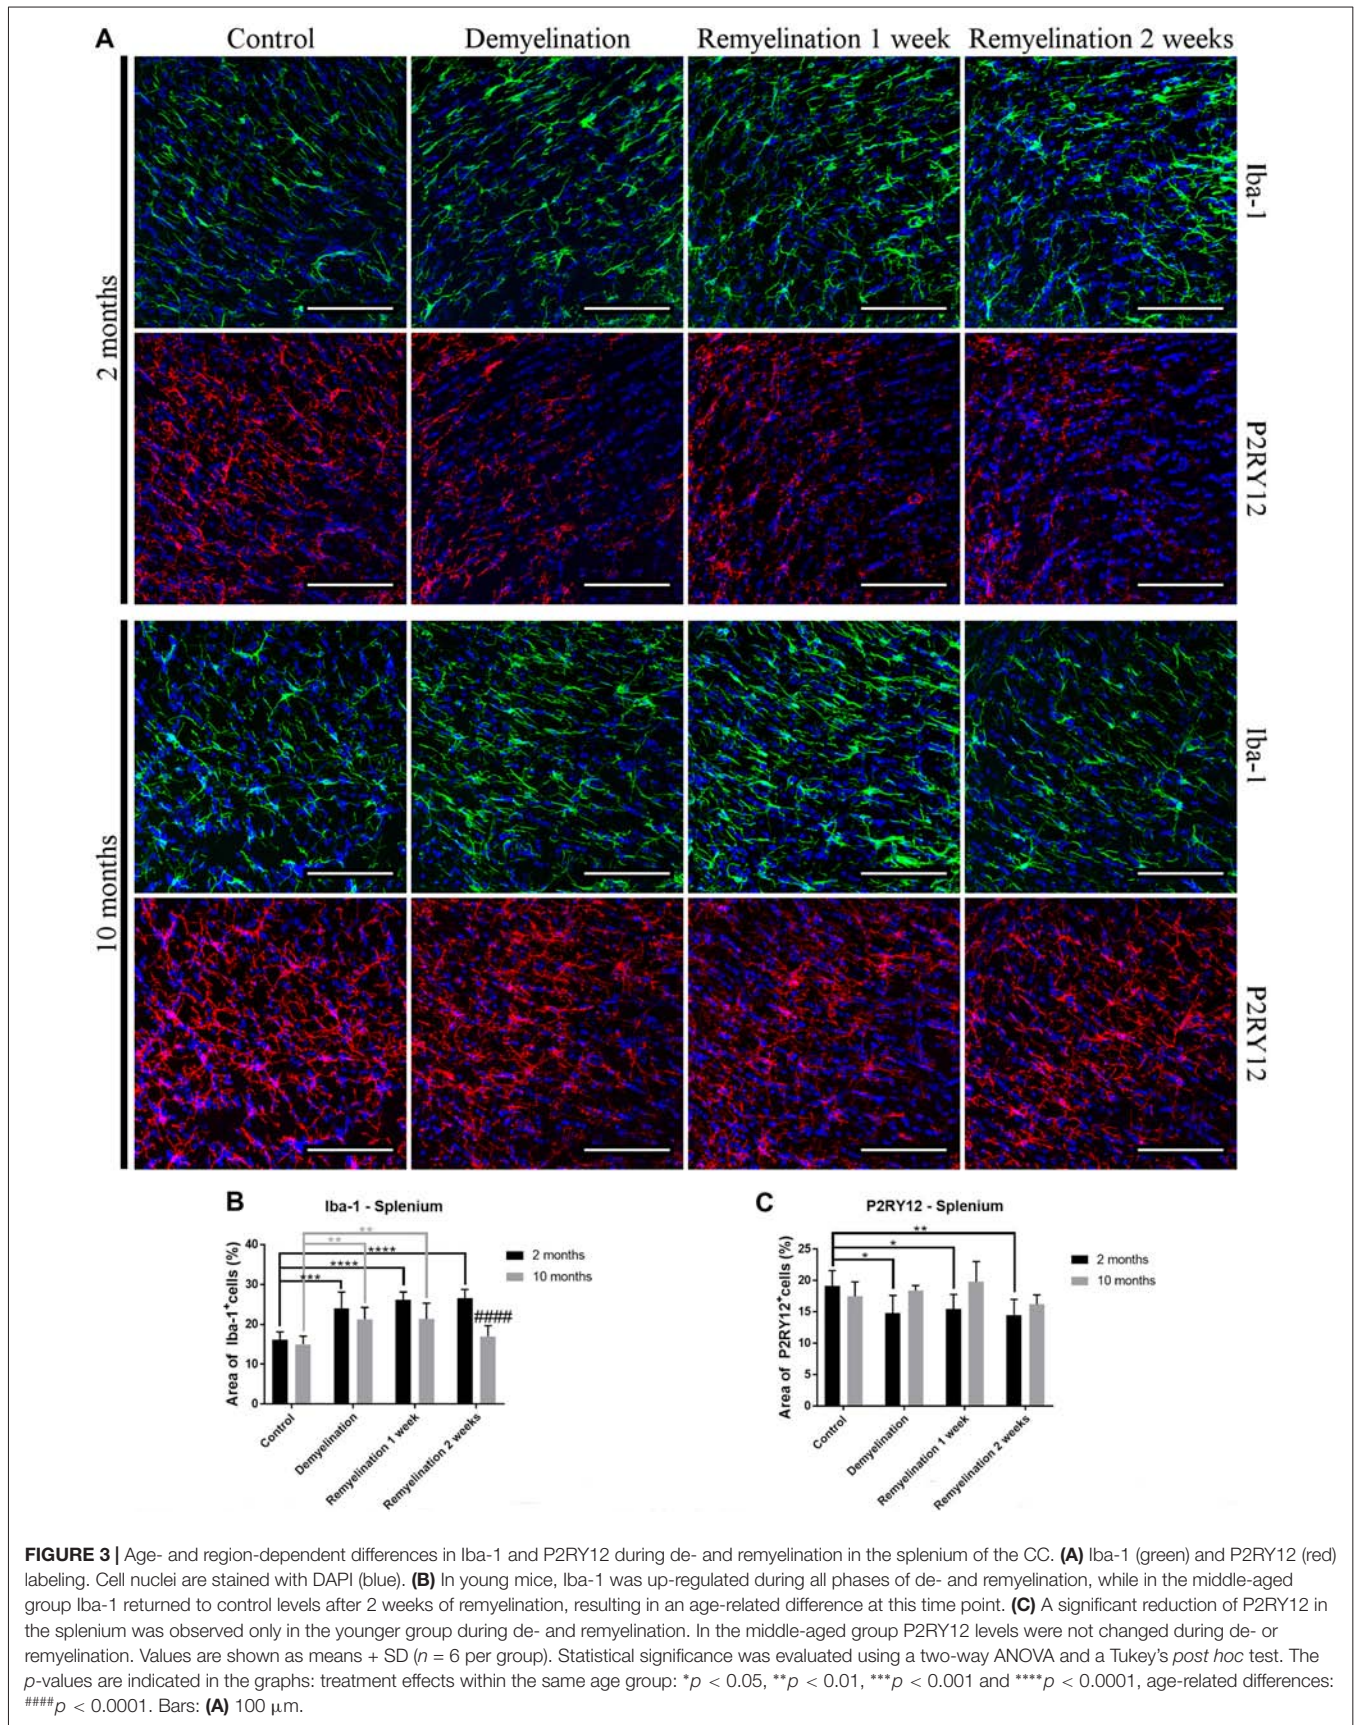 A
Control
Demyelination
Remyelination 1 week
Remyelination 2 weeks
2 months
Iba-1
P2RY12
10 months
Iba-1
P2RY12
B
Iba-1 - Splenium
Area of Iba-1+cells (%)
40
30
20
10
0
**
**
****
****
***
####
2 months
10 months
Control
Demyelination
Remyelination 1 week
Remyelination 2 weeks
C
P2RY12 - Splenium
Area of P2RY12+cells (%)
25
20
15
10
5
0
**
*
*
2 months
10 months
Control
Demyelination
Remyelination 1 week
Remyelination 2 weeks
FIGURE 3 | Age- and region-dependent differences in Iba-1 and P2RY12 during de- and remyelination in the splenium of the CC. (A) Iba-1 (green) and P2RY12 (red)
labeling. Cell nuclei are stained with DAPI (blue). (B) In young mice, Iba-1 was up-regulated during all phases of de- and remyelination, while in the middle-aged
group Iba-1 returned to control levels after 2 weeks of remyelination, resulting in an age-related difference at this time point. (C) A significant reduction of P2RY12 in
the splenium was observed only in the younger group during de- and remyelination. In the middle-aged group P2RY12 levels were not changed during de- or
remyelination. Values are shown as means + SD (n = 6 per group). Statistical significance was evaluated using a two-way ANOVA and a Tukey's post hoc test. The
p-values are indicated in the graphs: treatment effects within the same age group: *p < 0.05, **p < 0.01, ***p < 0.001 and ****p < 0.0001, age-related differences:
####p < 0.0001. Bars: (A) 100 μm.